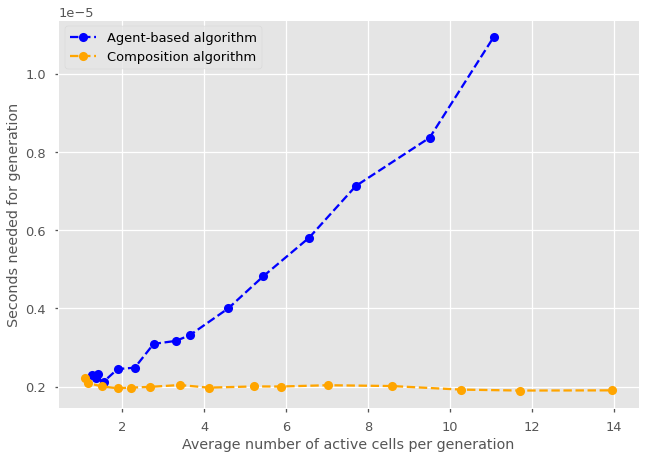 1e−5
Agent-based algorithm
Composition algorithm
1.0
0.8
0.6
0.4
0.2
Seconds needed for generation
2 4 6 8 10 12 14
Average number of active cells per generation